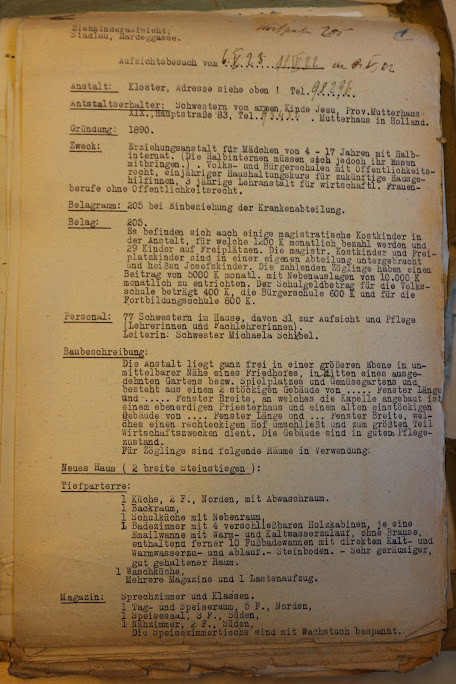 Ziehkinderaufsicht;
Stadlau, Hardeggasse.
205
Aufsichtsbesuch vom
Anstalt: Kloster, Adresse siehe oben ! Tel.
Anstaltserhalter: Schwestern vom armen Kinde Jesu, Prov.Mutterhaus
XIX., Hauptstraße 83, Tel. Mutterhaus in Holland.
Gründung: 1890.
Zweck: Erziehungsanstalt für Mädchen von 4 - 17 Jahren mit Halb-
internat. (Die Halbinternen müssen sich jedoch ihr Essen
mitbringen.) . Volks- und Bürgerschulen mit Öffentlichkeits-
recht, einjähriger Haushaltungskurs für zukünftige Hausge-
hilfinnen, 3 jährige Lehranstalt für wirtschaftl. Frauen-
berufe ohne Öffentlichkeitsrecht.
Belagraum: 205 bei Einbeziehung der Krankenabteilung.
Belag: 205.
Es befinden sich auch einige magistratische Kostkinder in
der Anstalt, für welche 1200 K monatlich bezahlt werden und
29 Kinder auf Freiplätzen. Die magistr. Kostkinder und Frei-
platzkinder sind in einer eigenen Abteilung untergebracht
und heißen Josefskinder. Die zahlenden Zöglinge haben einen
Beitrag von 5000 K monatl. mit Nebenauslagen von 10.000 K
monatlich zu entrichten. Der Schulgeldbetrag für die Volks-
schule beträgt 400 K, die Bürgerschule 600 K und für die
Fortbildungsschule 800 K.
Personal: 77 Schwestern im Hause, davon 31 zur Aufsicht und Pflege
(Lehrerinnen und Fachlehrerinnen).
Leiterin: Schwester Michaela
Baubeschreibung:
Die Anstalt liegt ganz frei in einer größeren Ebene in un-
mittelbarer Nähe eines Friedhofes, in Mitten eines ausge-
dehnten Gartens bezw. Spielplatzes und Gemüsegartens und
besteht aus einem 2 stöckigen Gebäude von .... Fenster Länge
und ..... Fenster Breite, an welches die Kapelle angebaut ist
einem ebenerdigen Priesterhaus und einem alten einstöckigen
Gebäude von .... Fenster Länge und ... Fenster Breite, wel-
ches einen rechteckigen Hof umschließt und zum größten Teil
Wirtschaftszwecken dient. Die Gebäude sind in gutem Pflege-
zustand.
Für Zöglinge sind folgende Räume in Verwendung:
Neues Haus ( 2 breite Steinstiegen ):
Tiefparterre:
1 Küche, 2 F., Norden, mit Abwaschraum.
1 Backraum,
1 Schulküche mit Nebenraum,
1 Badezimmer mit 4 verschließbaren Holzkabinen, je eine
Emailwanne mit Warm- und Kaltwasserzulauf, ohne Brause,
enthaltend ferner 10 Fußbadewannen mit direktem Kalt- und
Warmwasserzu- und Ablauf.- Steinboden. - Sehr geräumiger,
gut gehaltener Raum.
1 Waschküche,
Mehrere Magazine und 1 Lastenaufzug.
Magazin: Sprechzimmer und Klassen.
1 Tag- und Speiseraum, 5 F., Norden,
1 Speisesaal, 3 F., Süden,
1 Nähzimmer, 2 F., Süden,
Die Speisezimmertische sind mit Wachstuch bespannt.